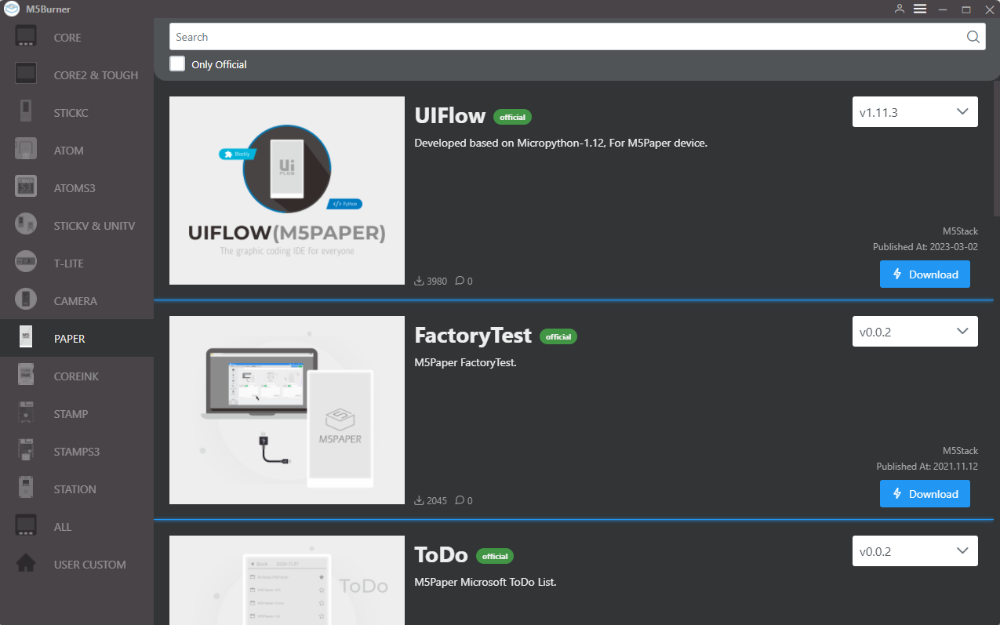 M5Burner
CORE
CORE2 & TOUGH
STICKC
ATOM
ATOMS3
STICKV & UNITV
T-LITE
CAMERA
PAPER
COREINK
STAMP
STAMPS3
STATION
ALL
USER CUSTOM
Search
Only Official
Blockly
Ui
FLOW
</> Python
UIFLOW(M5PAPER)
The graphic coding IDE for everyone
UIFlow official
v1.11.3
Developed based on Micropython-1.12, For M5Paper device.
M5Stack
Published At: 2023-03-02
3980 0
Download
M5PAPER
FactoryTest official
v0.0.2
M5Paper FactoryTest.
M5Stack
Published At: 2021.11.12
2045 0
Download
Back 2020-11-27
ToDo
ToDo official
v0.0.2
M5Paper Microsoft ToDo List.